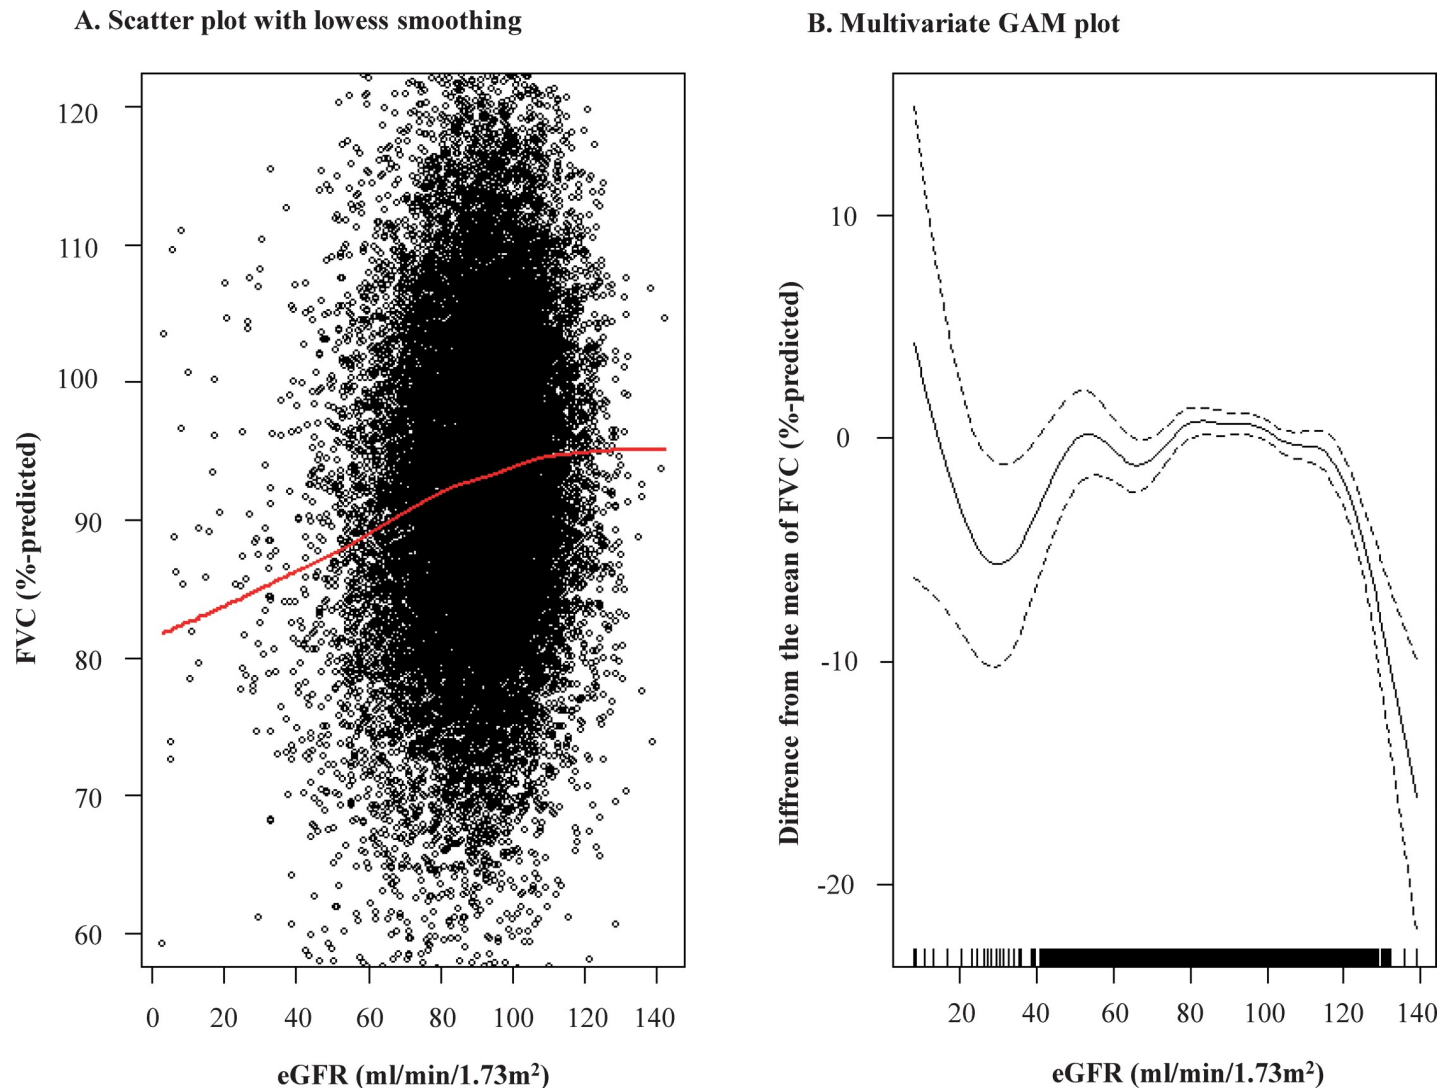 A. Scatter plot with lowess smoothing
FVC (%-predicted)
120
110
100
90
80
70
60
0 20 40 60 80 100 120 140
eGFR (ml/min/1.73m²)
B. Multivariate GAM plot
Diffrence from the mean of FVC (%-predicted)
10
0
-10
-20
20 40 60 80 100 120 140
eGFR (ml/min/1.73m²)